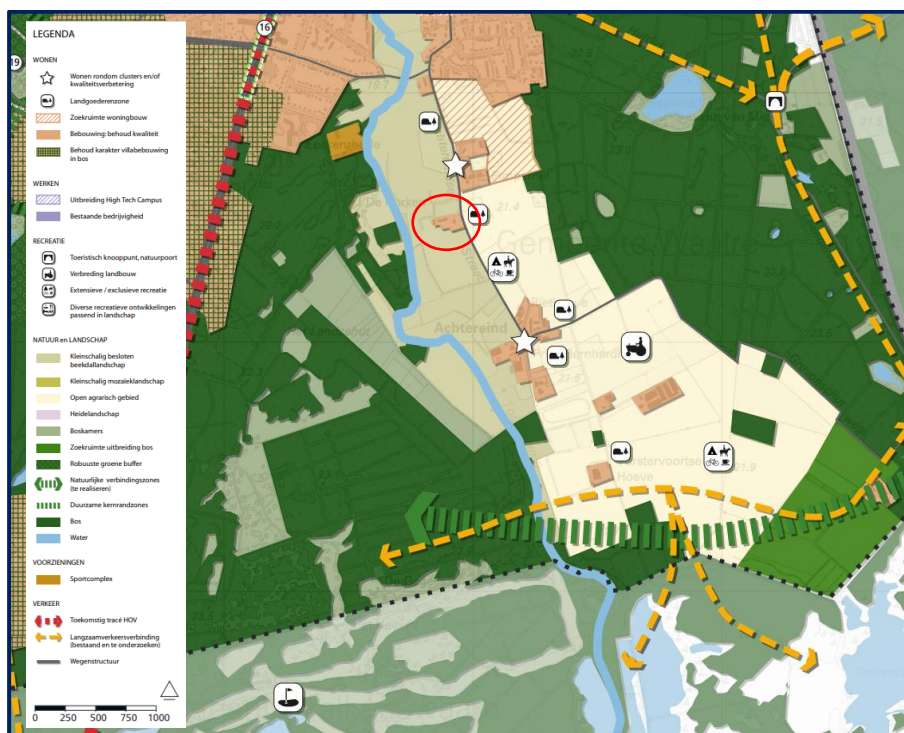 LEGENDA
WONEN
Wonen rondom clusters en/of
kwaliteitsverbetering
Landgoederenzone
Zoekruimte woningbouw
Bebouwing: behoud kwaliteit
Behoud karakter villabebouwing
in bos
WERKEN
Uitbreiding High Tech Campus
Bestaande bedrijvigheid
RECREATIE
Toeristisch knooppunt, natuurpoort
Verbreding landbouw
Extensieve / exclusieve recreatie
Diverse recreatieve ontwikkelingen
passend in landschap
NATUUR en LANDSCHAP
Kleinschalig besloten
beekdallandschap
Kleinschalig mozaieklandschap
Open agrarisch gebied
Heidelandschap
Boskamers
Zoekruimte uitbreiding bos
Robuuste groene buffer
Natuurlijke verbindingszones
(te realiseren)
Duurzame kernrandzones
Bos
Water
VOORZIENINGEN
Sportcomplex
VERKEER
Toekomstig tracé HOV
Langzaamverkeersverbinding
(bestaand en te onderzoeken)
Wegenstructuur
0 250 500 750 1000
19
16
19.7
21.4
Achtereind
21.5
21.9
Hoeve